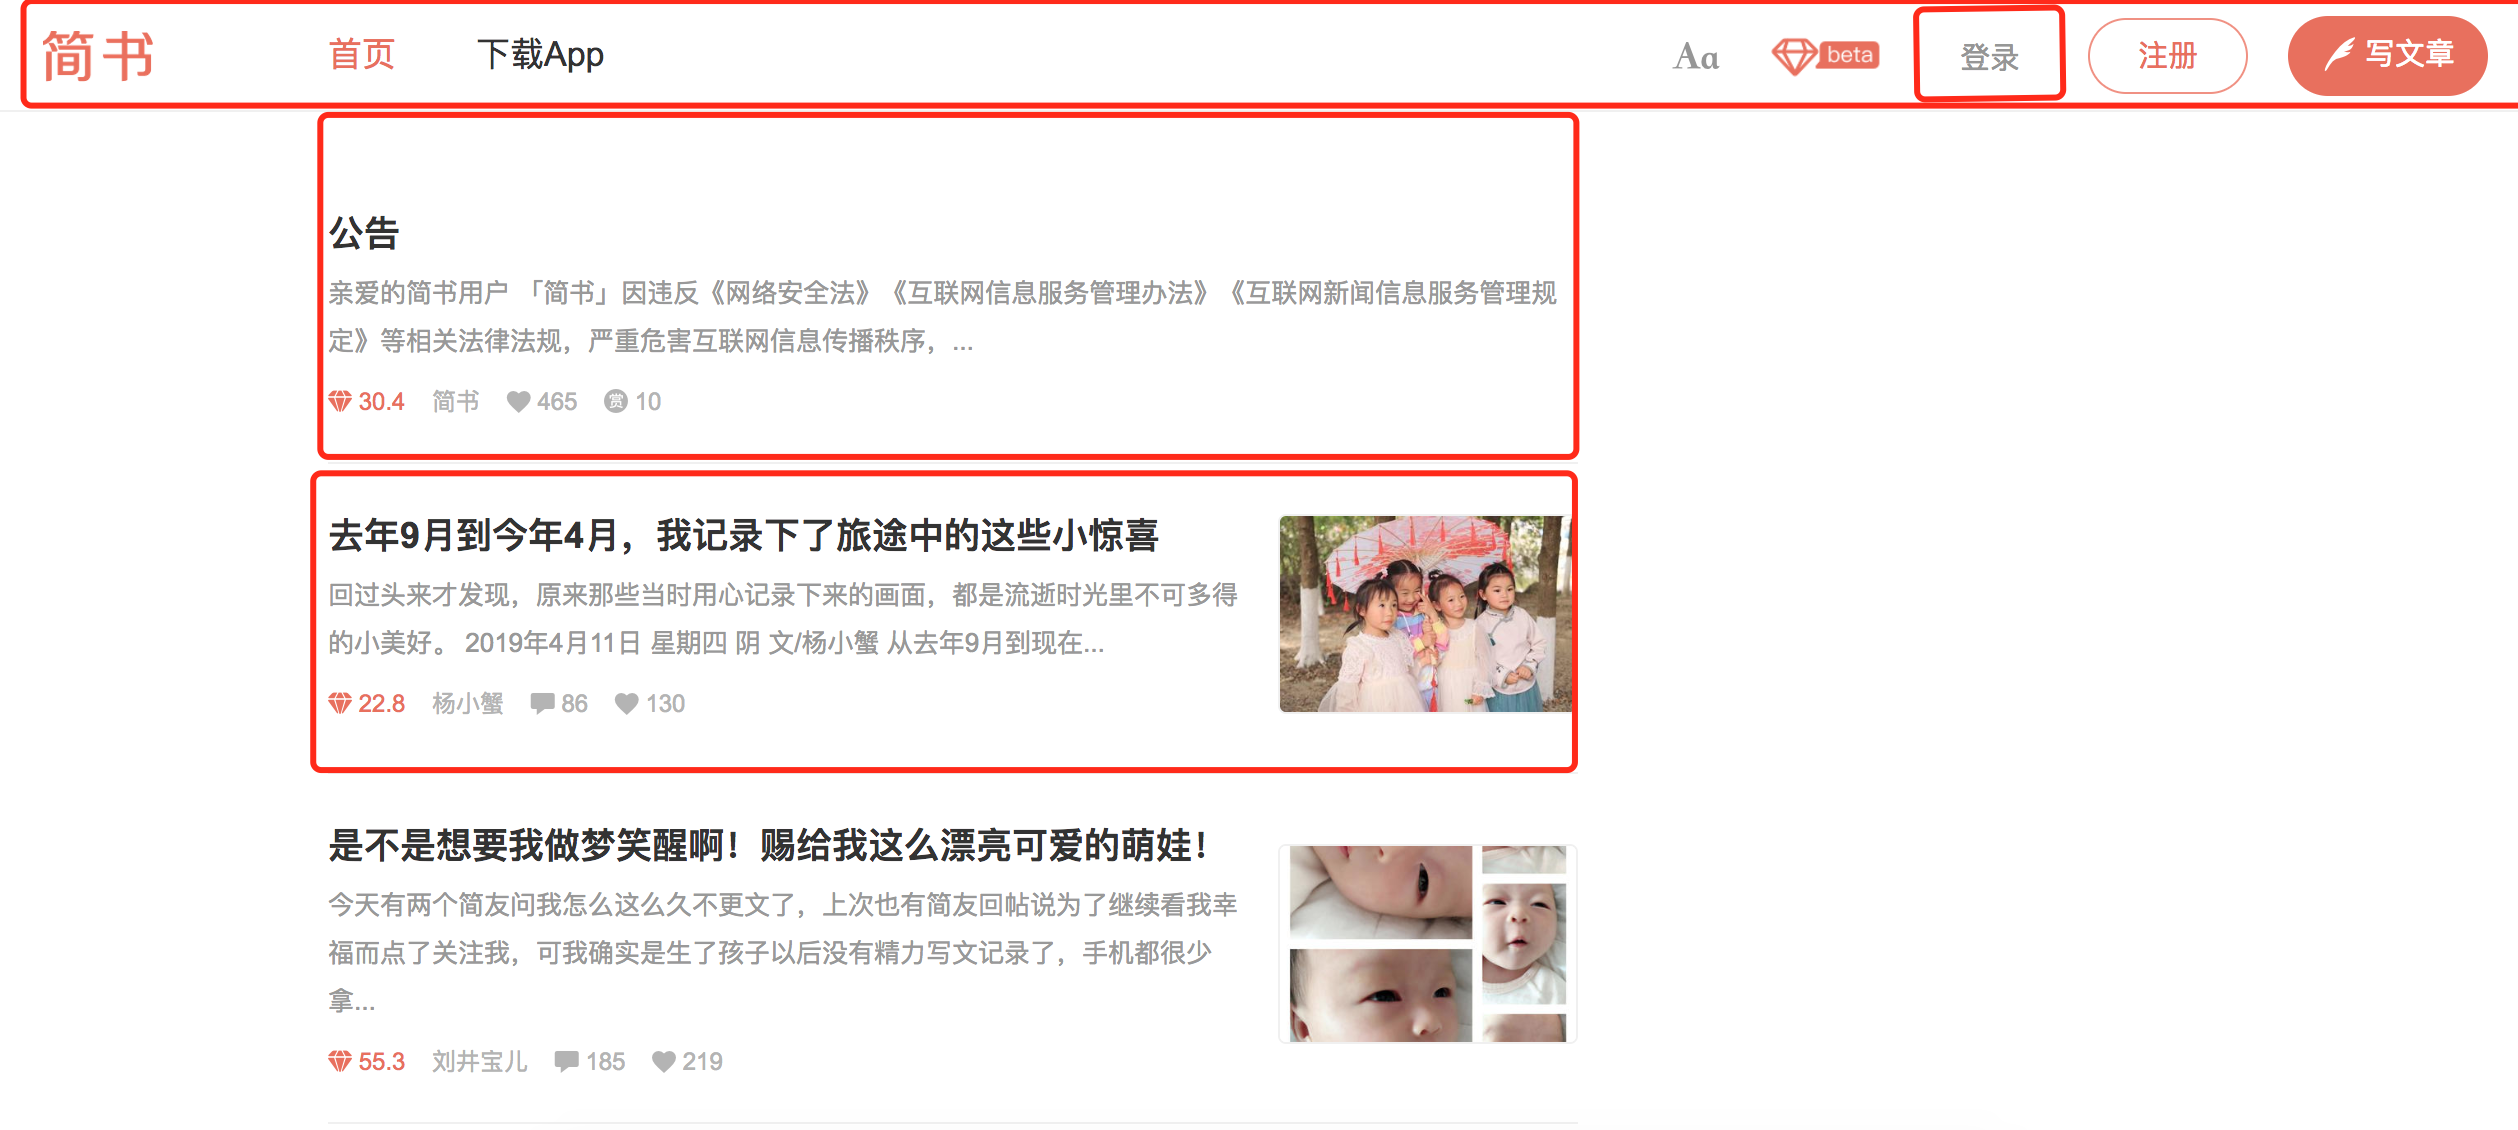 简书 首页 下载App Aa beta 登录 注册 写文章
公告
亲爱的简书用户 「简书」因违反《网络安全法》《互联网信息服务管理办法》《互联网新闻信息服务管理规
定》等相关法律法规，严重危害互联网信息传播秩序，...
30.4 简书 465 赏 10
去年9月到今年4月，我记录下了旅途中的这些小惊喜
回过头来才发现，原来那些当时用心记录下来的画面，都是流逝时光里不可多得
的小美好。 2019年4月11日 星期四 阴 文/杨小蟹 从去年9月到现在...
22.8 杨小蟹 86 130
是不是想要我做梦笑醒啊！赐给我这么漂亮可爱的萌娃！
今天有两个简友问我怎么这么久不更文了，上次也有简友回帖说为了继续看我幸
福而点了关注我，可我确实是生了孩子以后没有精力写文记录了，手机都很少
拿...
55.3 刘井宝儿 185 219